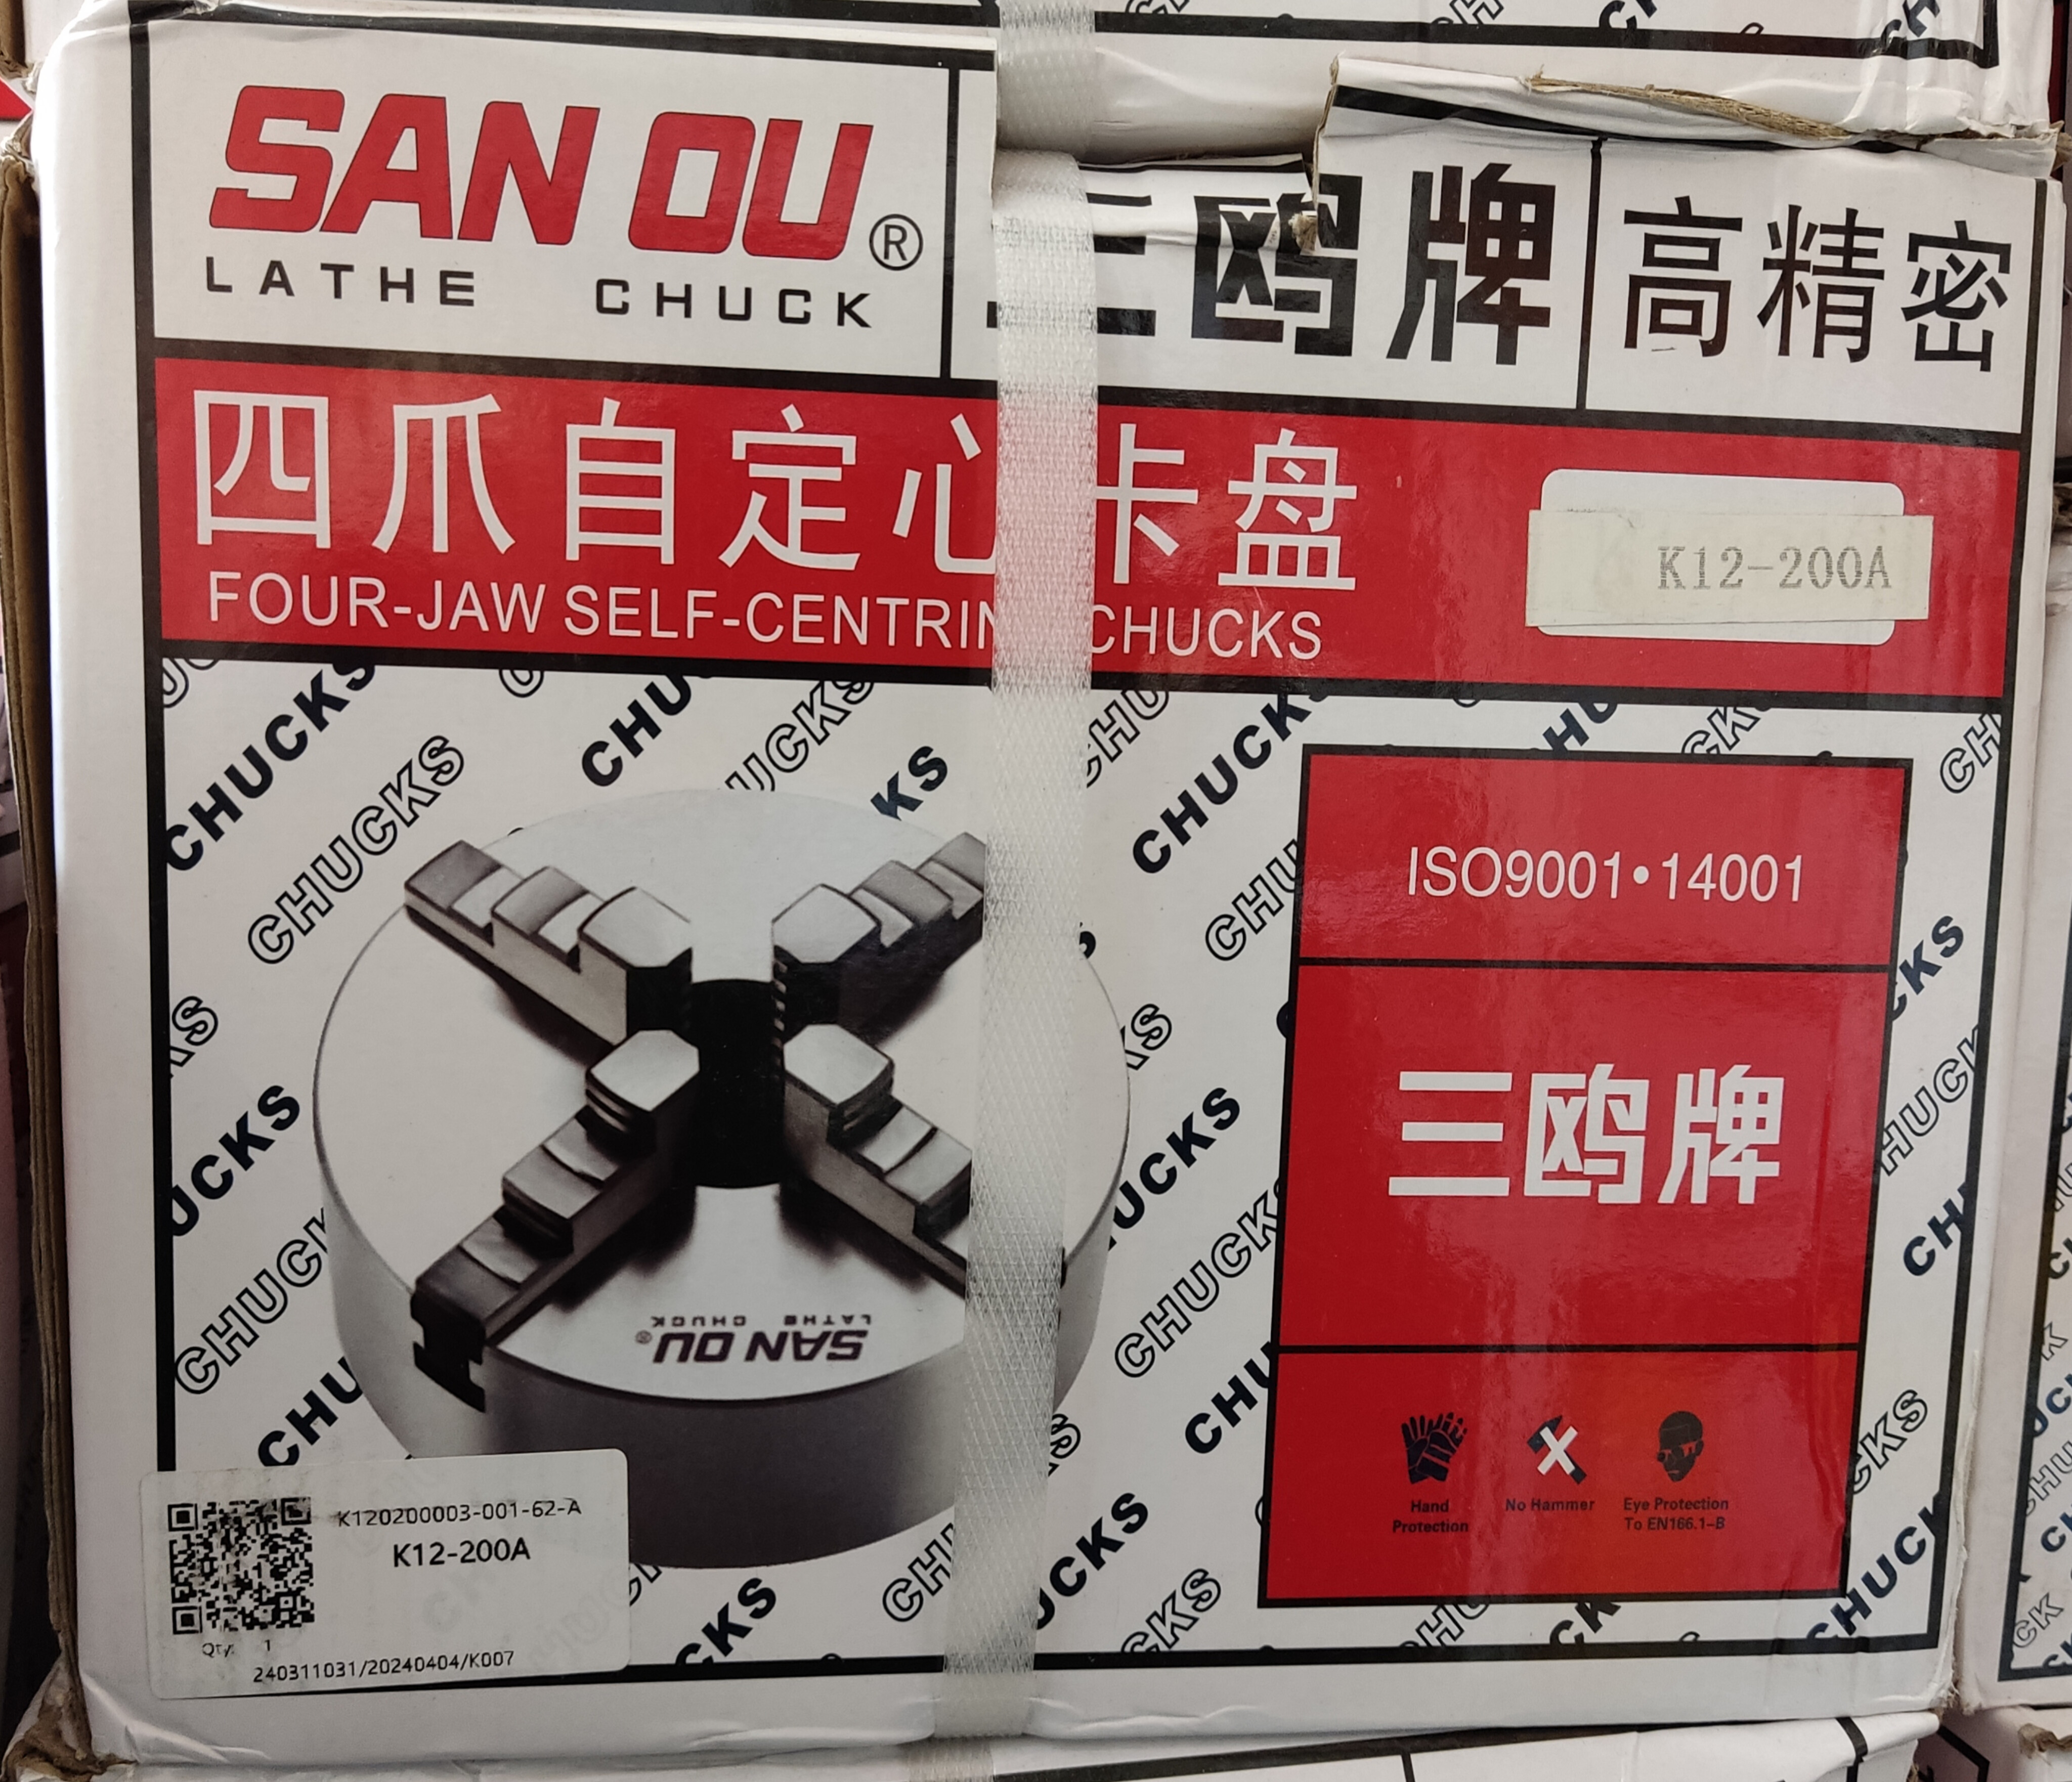 SAN OU®
LATHE CHUCK
三鸥牌
高精密
四爪自定心卡盘
FOUR-JAW SELF-CENTRIN CHUCKS
K12-200A
CHUCKS
CHUCKS
ISO9001•14001
三鸥牌
SAN OU®
LATHE CHUCK
Hand
Protection
No Hammer
Eye Protection
To EN166.1-B
K120200003-001-62-A
K12-200A
Qty: 1
240311031/20240404/K007